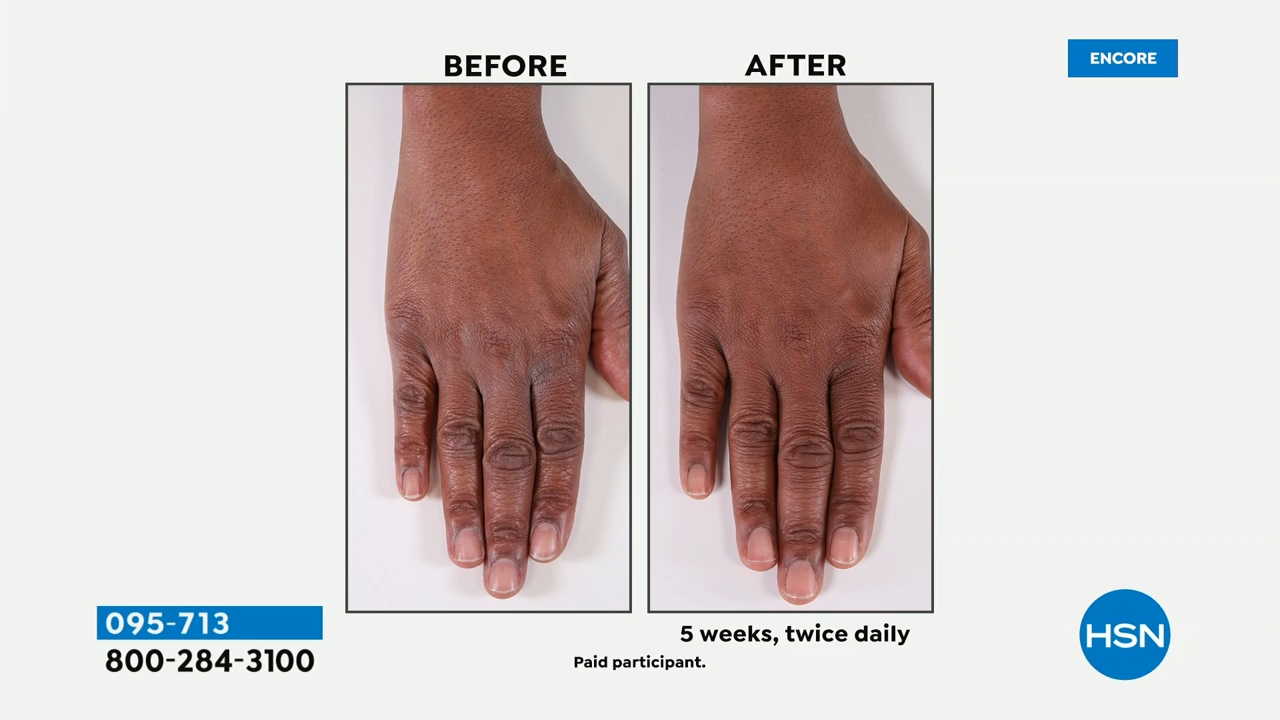 BEFORE
AFTER
ENCORE
095-713
800-284-3100
5 weeks, twice daily
Paid participant.
HSN